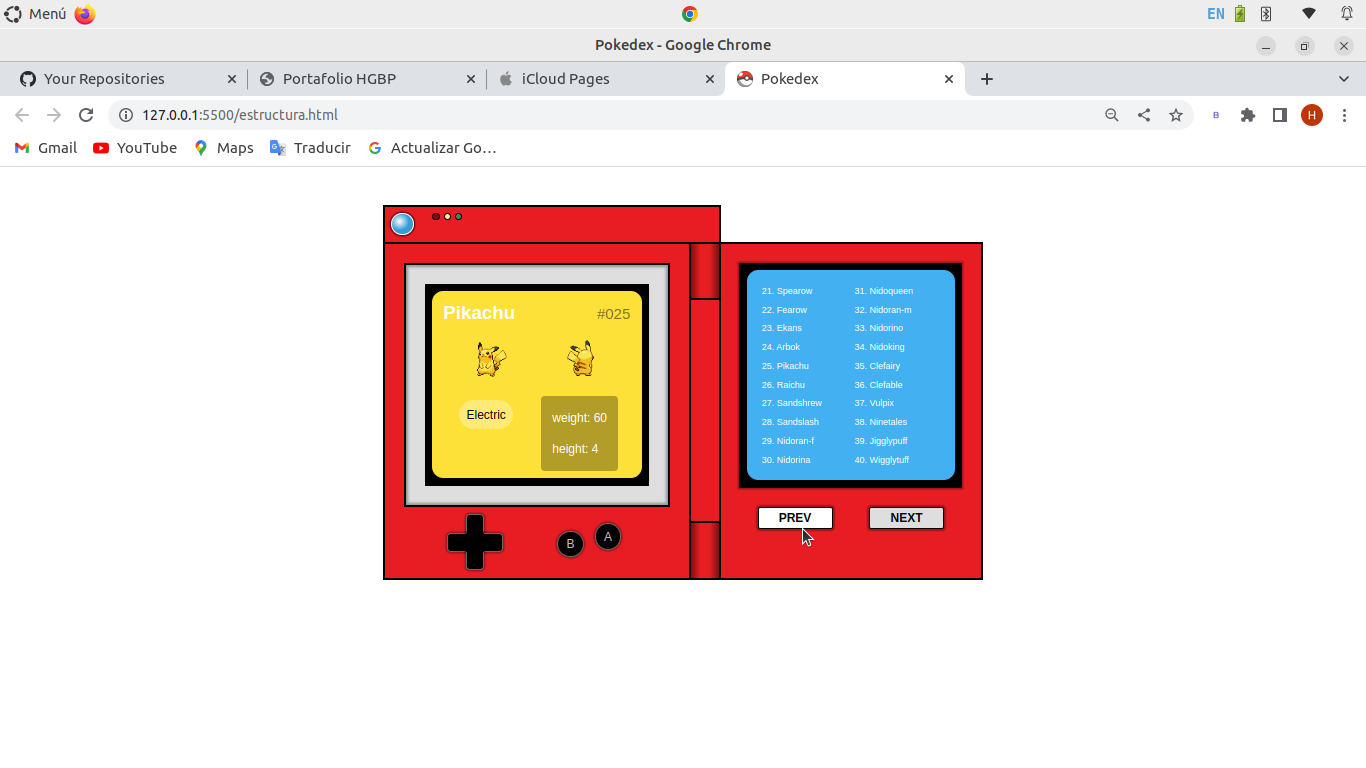 Menú
EN
Pokedex - Google Chrome
Your Repositories
Portafolio HGBP
iCloud Pages
Pokedex
127.0.0.1:5500/estructura.html
B
H
Gmail
YouTube
Maps
Traducir
Actualizar Go…
Pikachu
#025
Electric
weight: 60
height: 4
B
A
21. Spearow
22. Fearow
23. Ekans
24. Arbok
25. Pikachu
26. Raichu
27. Sandshrew
28. Sandslash
29. Nidoran-f
30. Nidorina
31. Nidoqueen
32. Nidoran-m
33. Nidorino
34. Nidoking
35. Clefairy
36. Clefable
37. Vulpix
38. Ninetales
39. Jigglypuff
40. Wigglytuff
PREV
NEXT